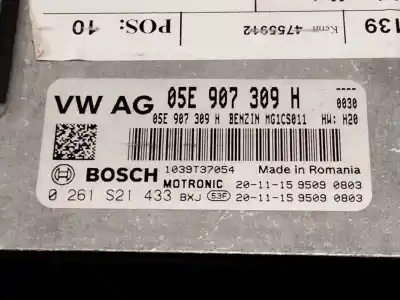 POS: 10
Ken8 4755912
139
VW AG 05E 907 309 H
----
0030
05E 907 309 H BENZIN MG1CS011 HW: H20
BOSCH 1039T37054 Made in Romania
MOTRONIC 20-11-15 9509 0803
0 261 S21 433 BXJ 53F 20-11-15 9509 0803